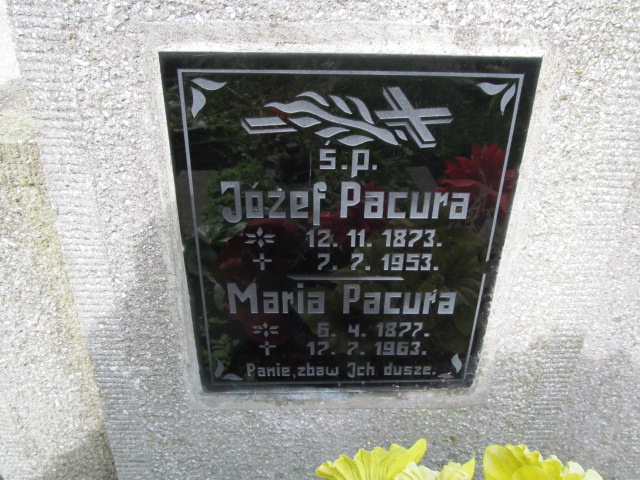 ś.p.
Józef Pacura
12. 11. 1873.
7. 7. 1953.
Maria Pacura
6. 4. 1877.
17. 7. 1963.
Panie, zbaw Ich dusze.